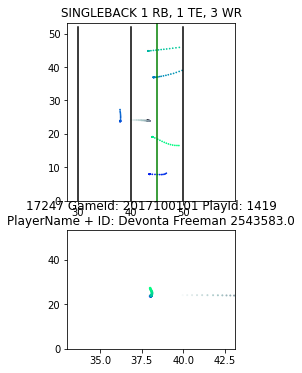 SINGLEBACK 1 RB, 1 TE, 3 WR
50
40
30
20
10
0
30 40 50
17247 GameId: 2017100101 PlayId: 1419
PlayerName + ID: Devonta Freeman 2543583.0
40
20
0
35.0 37.5 40.0 42.5